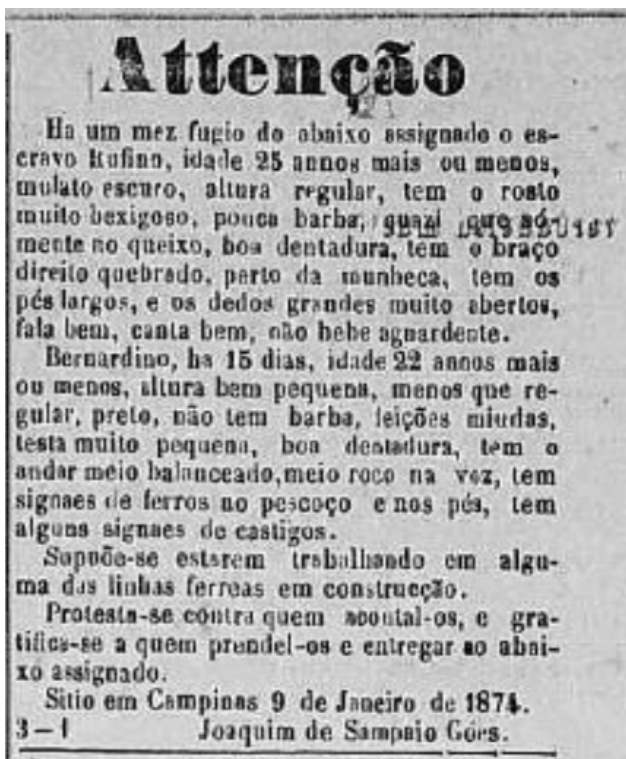 Attenção
Ha um mez fugio do abaixo assignado o es-
cravo Rufino, idade 25 annos mais ou menos,
mulato escuro, altura regular, tem o rosto
muito bexigoso, pouca barba, quazi que só-
mente no queixo, boa dentadura, tem o braço
direito quebrado, perto da munheca, tem os
pés largos, e os dedos grandes muito abertos,
fala bem, canta bem, não bebe aguardente.
Bernardino, ha 15 dias, idade 22 annos mais
ou menos, altura bem pequena, menos que re-
gular, preto, não tem barba, feições miudas,
testa muito pequena, boa dentadura, tem o
andar meio balanceado, meio roco na voz, tem
signaes de ferros no pescoço e nos pés, tem
alguns signaes de castigos.
Suppõe-se estarem trabalhando em algu-
ma das linhas ferreas em construcção.
Protesta-se contra quem acoutal-os, e gra-
tifica-se a quem prendel-os e entregar ao abai-
xo assignado.
Sitio em Campinas 9 de Janeiro de 1874.
3—1 Joaquim de Sampaio Góes.